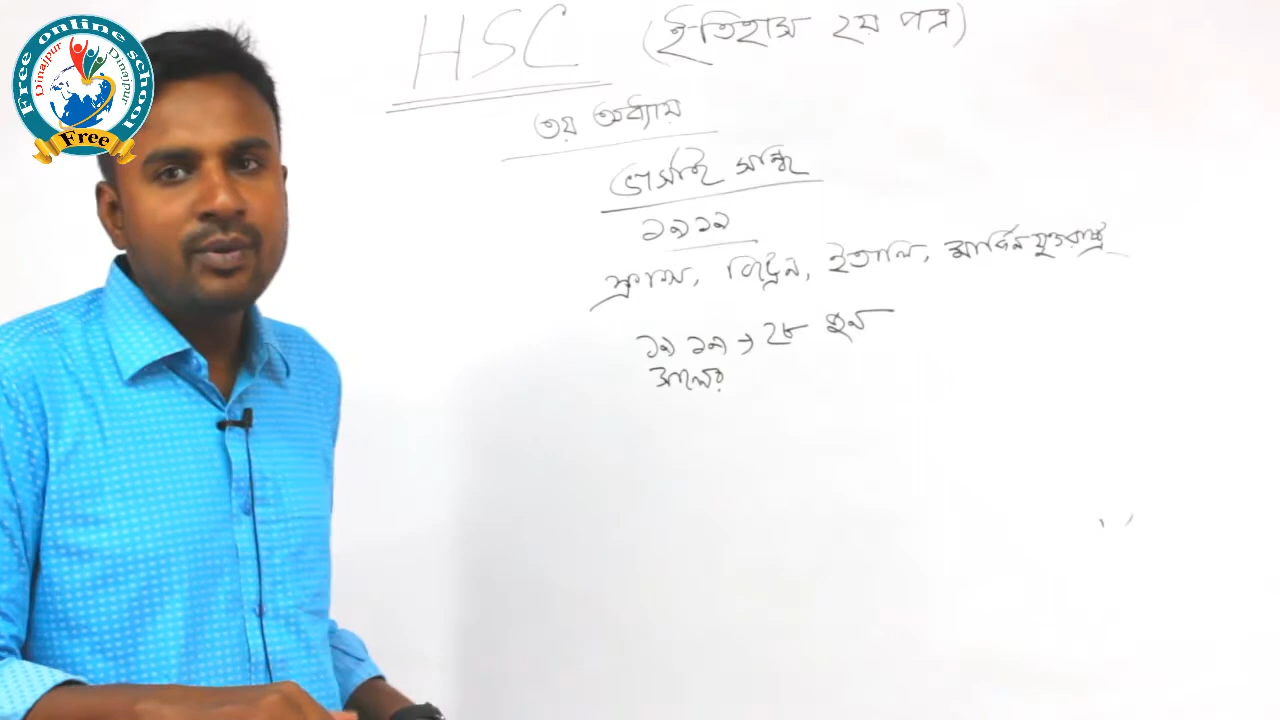 Free online school
Dinajpur Dinajpur
Free
HSC (ইতিহাস ২য় পত্র)
৩য় অধ্যায়
ভার্সাই সন্ধি
১৯১৯
ফ্রান্স, ব্রিটেন, ইতালি, মার্কিন যুক্তরাষ্ট্র
১৯১৯ → ২৮ জুন
সালের